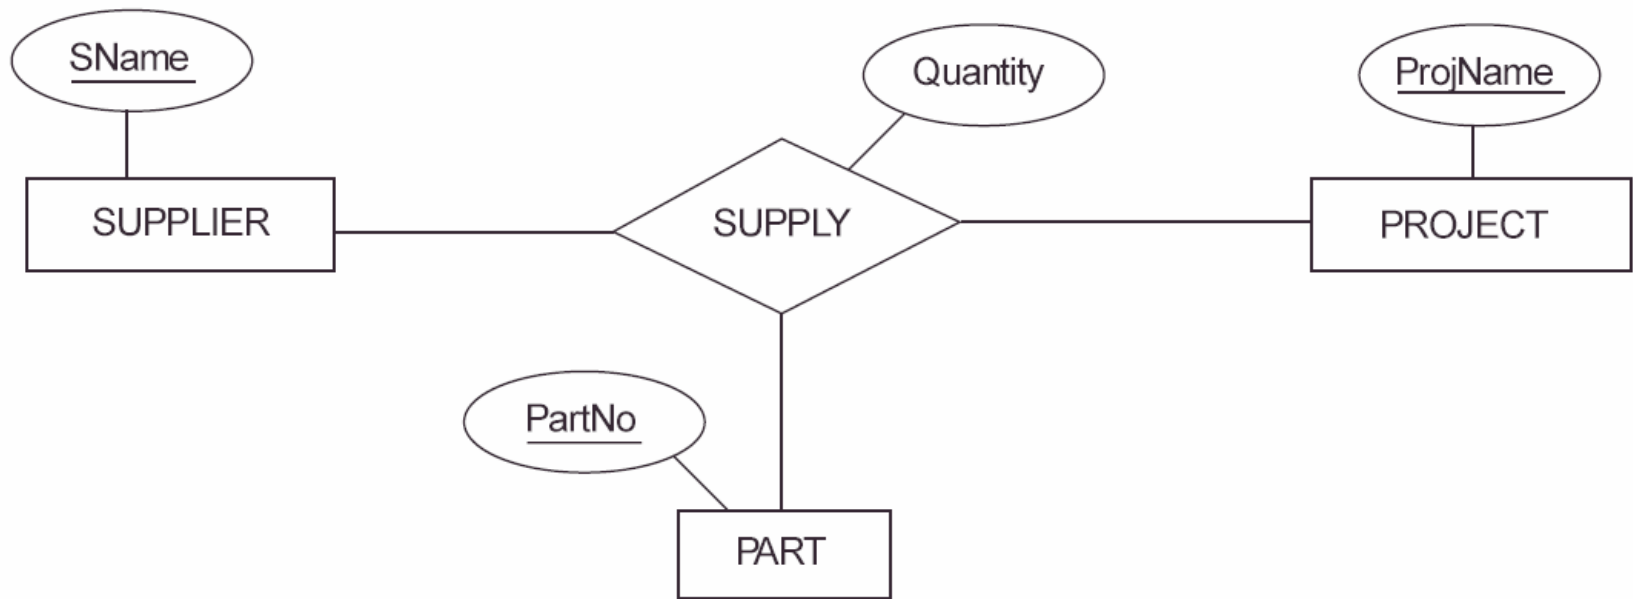 SName
Quantity
ProjName
SUPPLIER
SUPPLY
PROJECT
PartNo
PART